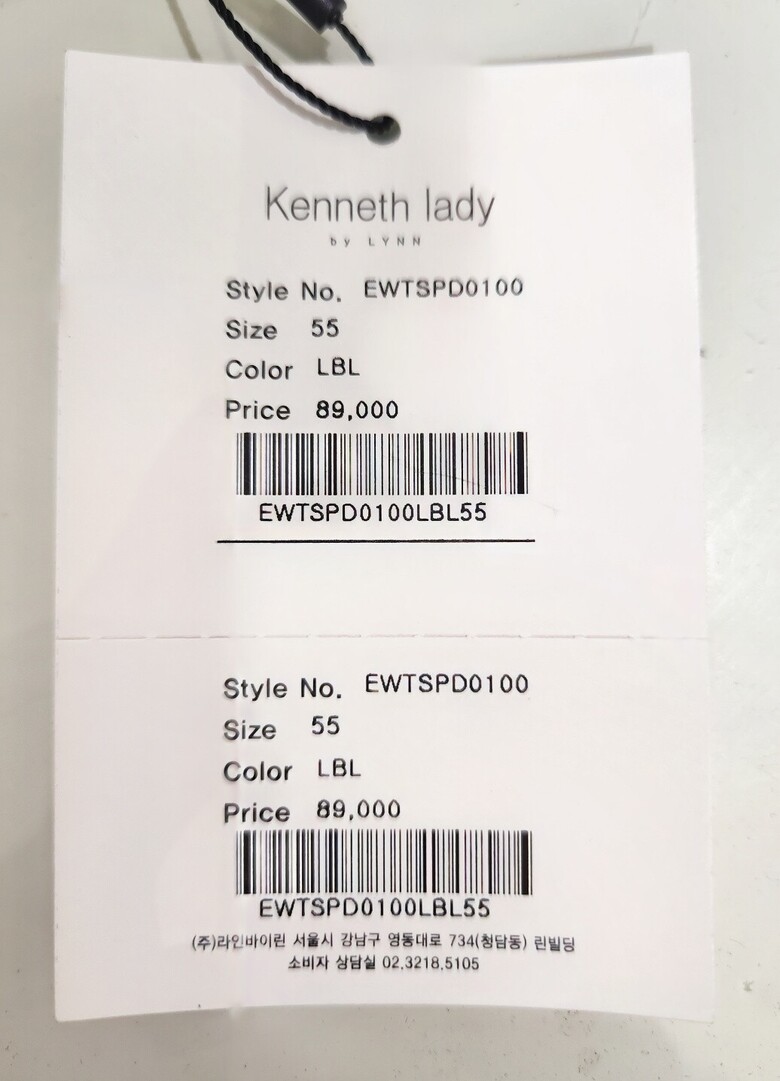 Kenneth lady
by LYNN
Style No. EWTSPD0100
Size 55
Color LBL
Price 89,000
EWTSPD0100LBL55
Style No. EWTSPD0100
Size 55
Color LBL
Price 89,000
EWTSPD0100LBL55
(주)라인바이린 서울시 강남구 영동대로 734(청담동) 린빌딩
소비자 상담실 02.3218.5105